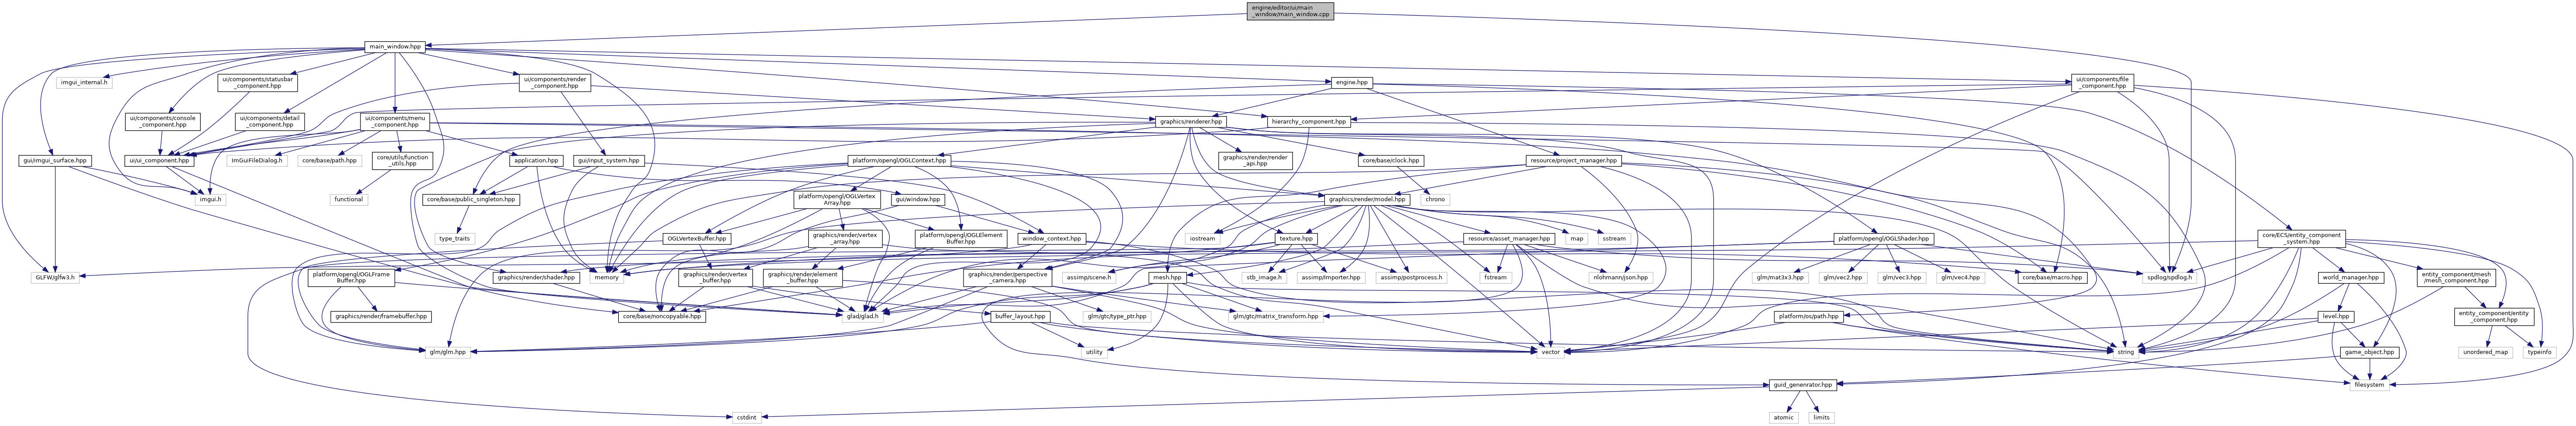 engine/editor/ui/main
_window/main_window.cpp
main_window.hpp
imgui_internal.h
ui/components/statusbar
_component.hpp
ui/components/render
_component.hpp
engine.hpp
ui/components/file
_component.hpp
ui/components/console
_component.hpp
ui/components/detail
_component.hpp
ui/components/menu
_component.hpp
graphics/renderer.hpp
hierarchy_component.hpp
gui/imgui_surface.hpp
ui/ui_component.hpp
ImGuiFileDialog.h
core/base/path.hpp
core/utils/function
_utils.hpp
application.hpp
gui/input_system.hpp
platform/opengl/OGLContext.hpp
graphics/render/render
_api.hpp
core/base/clock.hpp
resource/project_manager.hpp
imgui.h
functional
core/base/public_singleton.hpp
platform/opengl/OGLVertex
Array.hpp
gui/window.hpp
graphics/render/model.hpp
chrono
type_traits
OGLVertexBuffer.hpp
graphics/render/vertex
_array.hpp
platform/opengl/OGLElement
Buffer.hpp
window_context.hpp
iostream
texture.hpp
resource/asset_manager.hpp
map
sstream
platform/opengl/OGLShader.hpp
core/ECS/entity_component
_system.hpp
GLFW/glfw3.h
platform/opengl/OGLFrame
Buffer.hpp
graphics/render/shader.hpp
memory
graphics/render/vertex
_buffer.hpp
graphics/render/element
_buffer.hpp
graphics/render/perspective
_camera.hpp
assimp/scene.h
mesh.hpp
stb_image.h
assimp/Importer.hpp
assimp/postprocess.h
fstream
nlohmann/json.hpp
glm/mat3x3.hpp
glm/vec2.hpp
glm/vec3.hpp
glm/vec4.hpp
core/base/macro.hpp
spdlog/spdlog.h
world_manager.hpp
entity_component/mesh
/mesh_component.hpp
graphics/render/framebuffer.hpp
core/base/noncopyable.hpp
glad/glad.h
buffer_layout.hpp
glm/gtc/type_ptr.hpp
glm/gtc/matrix_transform.hpp
platform/os/path.hpp
level.hpp
entity_component/entity
_component.hpp
glm/glm.hpp
utility
vector
string
game_object.hpp
unordered_map
typeinfo
guid_genenrator.hpp
filesystem
cstdint
atomic
limits